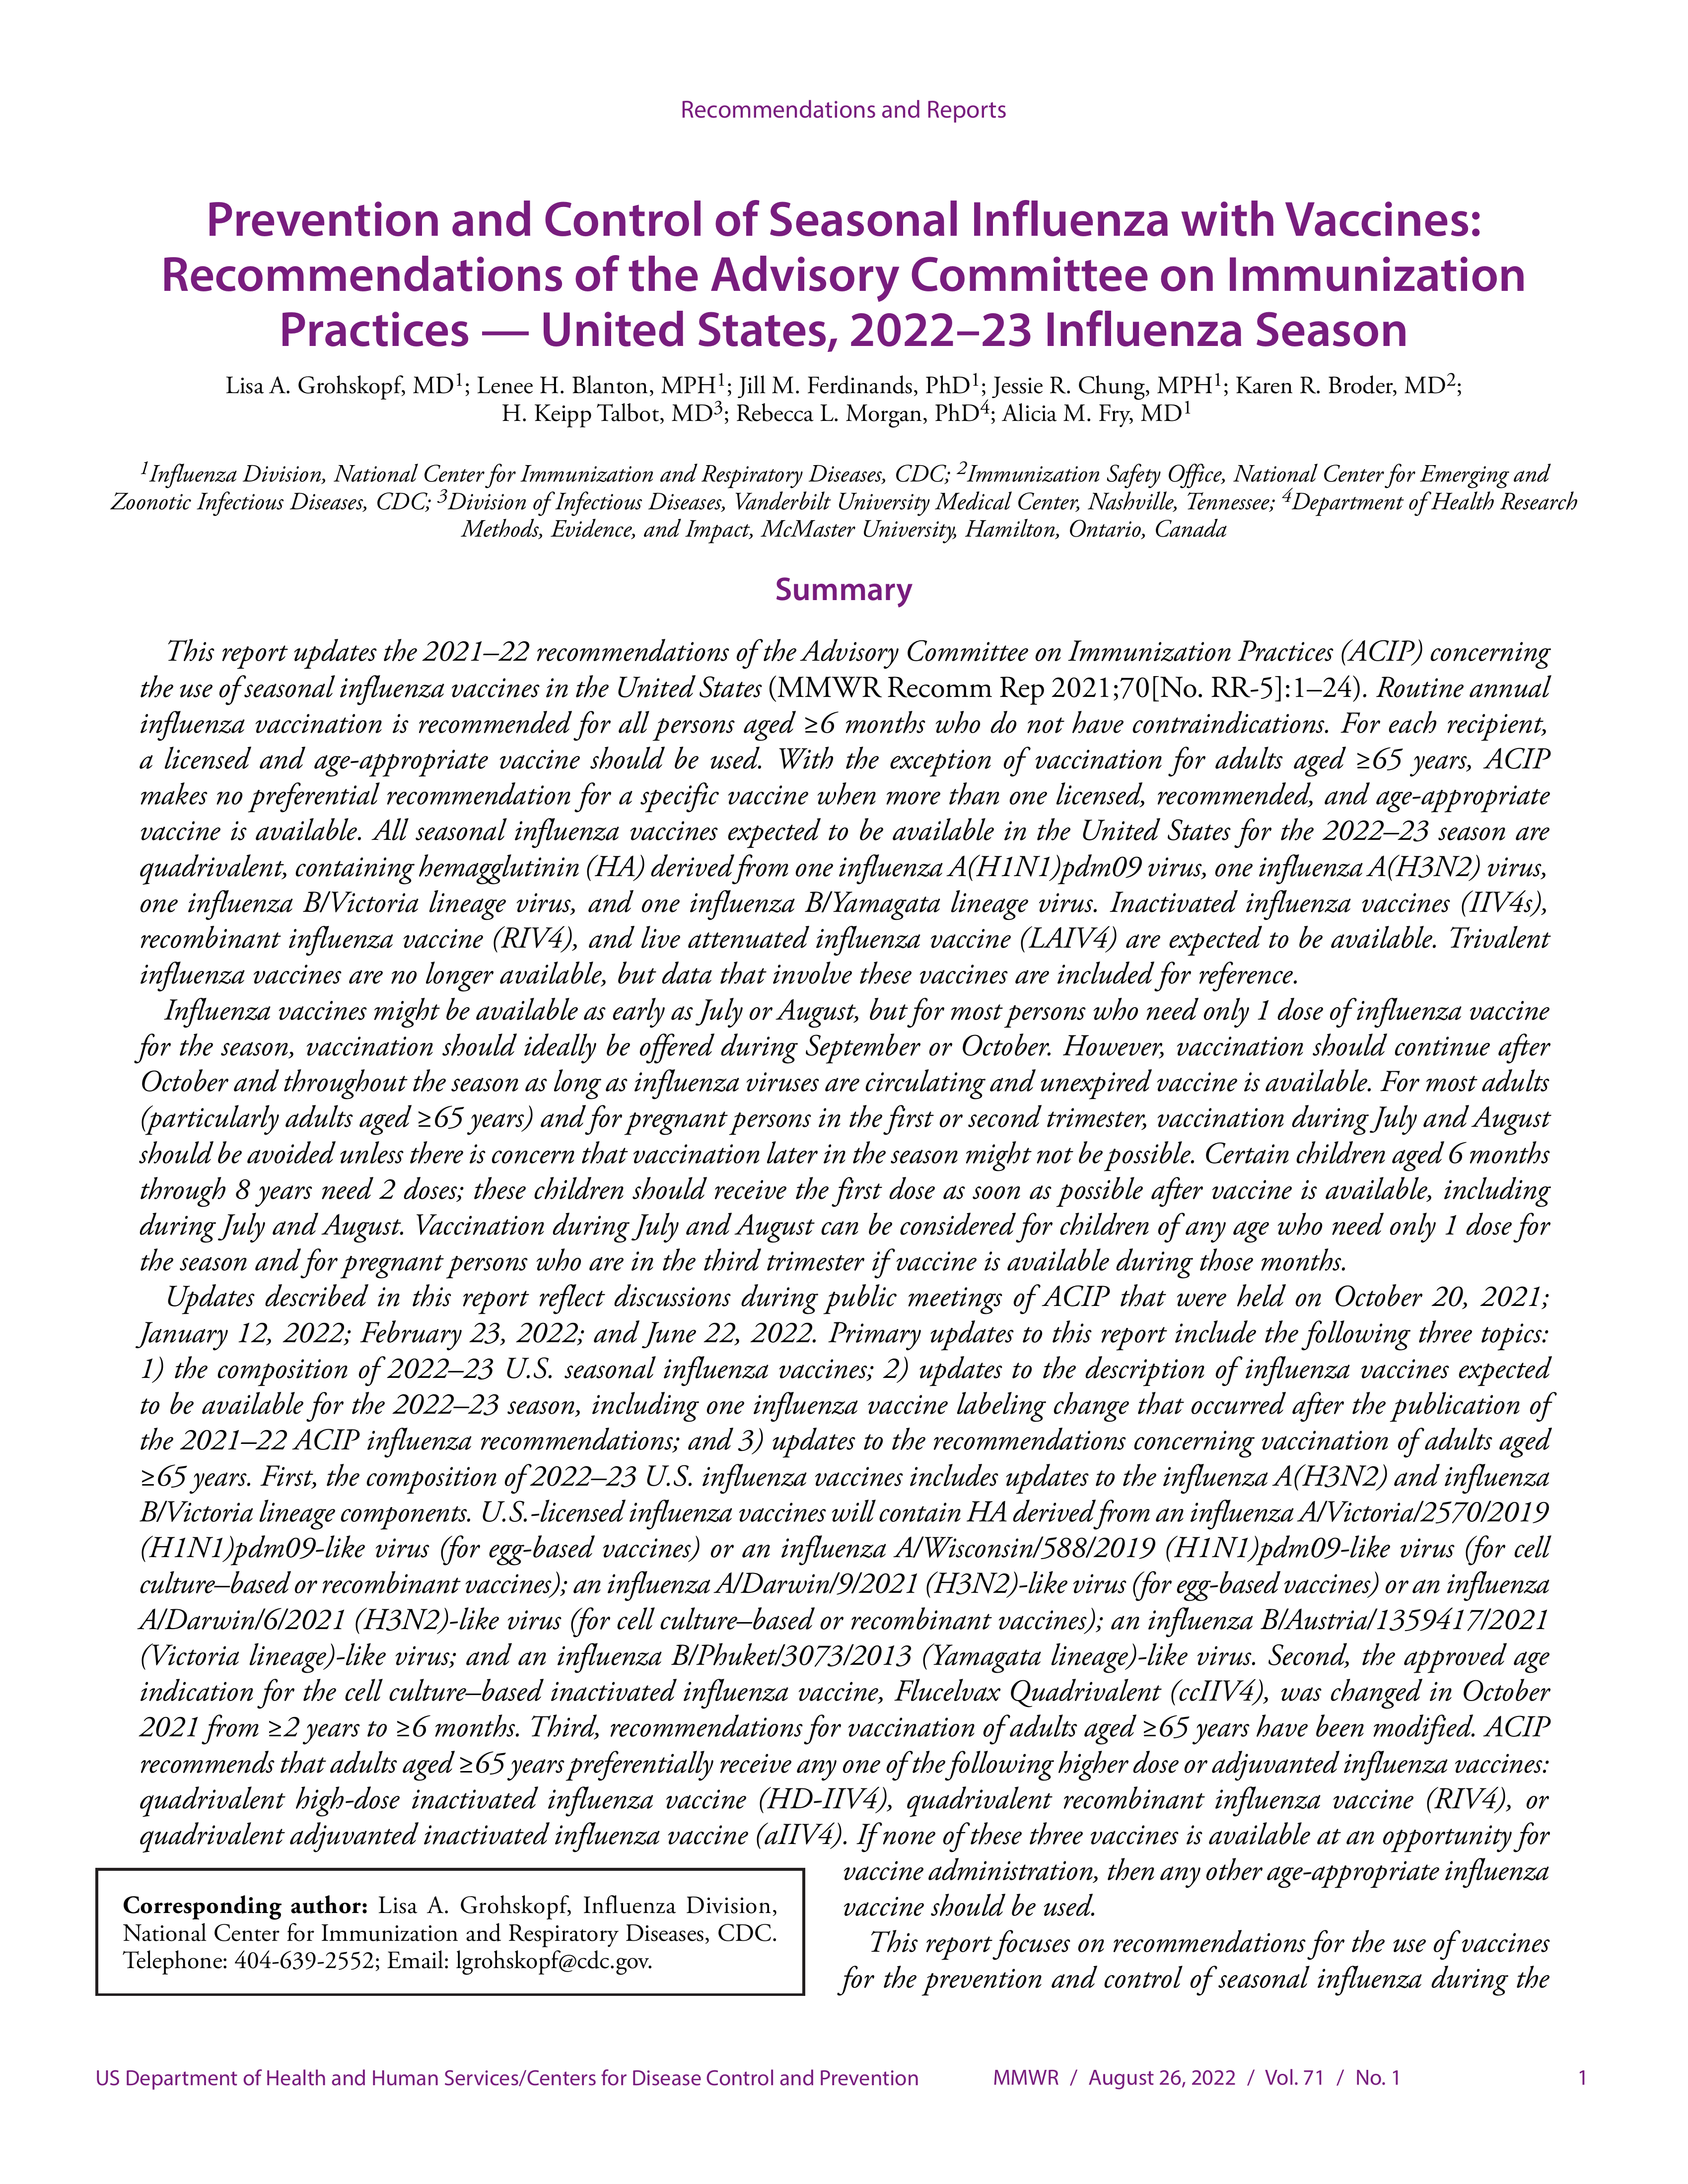 Recommendations and Reports
Prevention and Control of Seasonal Influenza with Vaccines:
Recommendations of the Advisory Committee on Immunization
Practices — United States, 2022–23 Influenza Season
Lisa A. Grohskopf, MD1; Lenee H. Blanton, MPH1; Jill M. Ferdinands, PhD1; Jessie R. Chung, MPH1; Karen R. Broder, MD2;
H. Keipp Talbot, MD3; Rebecca L. Morgan, PhD4; Alicia M. Fry, MD1
1Influenza Division, National Center for Immunization and Respiratory Diseases, CDC; 2Immunization Safety Office, National Center for Emerging and
Zoonotic Infectious Diseases, CDC; 3Division of Infectious Diseases, Vanderbilt University Medical Center, Nashville, Tennessee; 4Department of Health Research
Methods, Evidence, and Impact, McMaster University, Hamilton, Ontario, Canada
Summary
This report updates the 2021–22 recommendations of the Advisory Committee on Immunization Practices (ACIP) concerning
the use of seasonal influenza vaccines in the United States (MMWR Recomm Rep 2021;70[No. RR-5]:1–24). Routine annual
influenza vaccination is recommended for all persons aged ≥6 months who do not have contraindications. For each recipient,
a licensed and age-appropriate vaccine should be used. With the exception of vaccination for adults aged ≥65 years, ACIP
makes no preferential recommendation for a specific vaccine when more than one licensed, recommended, and age-appropriate
vaccine is available. All seasonal influenza vaccines expected to be available in the United States for the 2022–23 season are
quadrivalent, containing hemagglutinin (HA) derived from one influenza A(H1N1)pdm09 virus, one influenza A(H3N2) virus,
one influenza B/Victoria lineage virus, and one influenza B/Yamagata lineage virus. Inactivated influenza vaccines (IIV4s),
recombinant influenza vaccine (RIV4), and live attenuated influenza vaccine (LAIV4) are expected to be available. Trivalent
influenza vaccines are no longer available, but data that involve these vaccines are included for reference.
Influenza vaccines might be available as early as July or August, but for most persons who need only 1 dose of influenza vaccine
for the season, vaccination should ideally be offered during September or October. However, vaccination should continue after
October and throughout the season as long as influenza viruses are circulating and unexpired vaccine is available. For most adults
(particularly adults aged ≥65 years) and for pregnant persons in the first or second trimester, vaccination during July and August
should be avoided unless there is concern that vaccination later in the season might not be possible. Certain children aged 6 months
through 8 years need 2 doses; these children should receive the first dose as soon as possible after vaccine is available, including
during July and August. Vaccination during July and August can be considered for children of any age who need only 1 dose for
the season and for pregnant persons who are in the third trimester if vaccine is available during those months.
Updates described in this report reflect discussions during public meetings of ACIP that were held on October 20, 2021;
January 12, 2022; February 23, 2022; and June 22, 2022. Primary updates to this report include the following three topics:
1) the composition of 2022–23 U.S. seasonal influenza vaccines; 2) updates to the description of influenza vaccines expected
to be available for the 2022–23 season, including one influenza vaccine labeling change that occurred after the publication of
the 2021–22 ACIP influenza recommendations; and 3) updates to the recommendations concerning vaccination of adults aged
≥65 years. First, the composition of 2022–23 U.S. influenza vaccines includes updates to the influenza A(H3N2) and influenza
B/Victoria lineage components. U.S.-licensed influenza vaccines will contain HA derived from an influenza A/Victoria/2570/2019
(H1N1)pdm09-like virus (for egg-based vaccines) or an influenza A/Wisconsin/588/2019 (H1N1)pdm09-like virus (for cell
culture–based or recombinant vaccines); an influenza A/Darwin/9/2021 (H3N2)-like virus (for egg-based vaccines) or an influenza
A/Darwin/6/2021 (H3N2)-like virus (for cell culture–based or recombinant vaccines); an influenza B/Austria/1359417/2021
(Victoria lineage)-like virus; and an influenza B/Phuket/3073/2013 (Yamagata lineage)-like virus. Second, the approved age
indication for the cell culture–based inactivated influenza vaccine, Flucelvax Quadrivalent (ccIIV4), was changed in October
2021 from ≥2 years to ≥6 months. Third, recommendations for vaccination of adults aged ≥65 years have been modified. ACIP
recommends that adults aged ≥65 years preferentially receive any one of the following higher dose or adjuvanted influenza vaccines:
quadrivalent high-dose inactivated influenza vaccine (HD-IIV4), quadrivalent recombinant influenza vaccine (RIV4), or
quadrivalent adjuvanted inactivated influenza vaccine (aIIV4). If none of these three vaccines is available at an opportunity for
vaccine administration, then any other age-appropriate influenza
vaccine should be used.
This report focuses on recommendations for the use of vaccines
for the prevention and control of seasonal influenza during the
Corresponding author: Lisa A. Grohskopf, Influenza Division,
National Center for Immunization and Respiratory Diseases, CDC.
Telephone: 404-639-2552; Email: lgrohskopf@cdc.gov.
US Department of Health and Human Services/Centers for Disease Control and Prevention MMWR / August 26, 2022 / Vol. 71 / No. 1 1